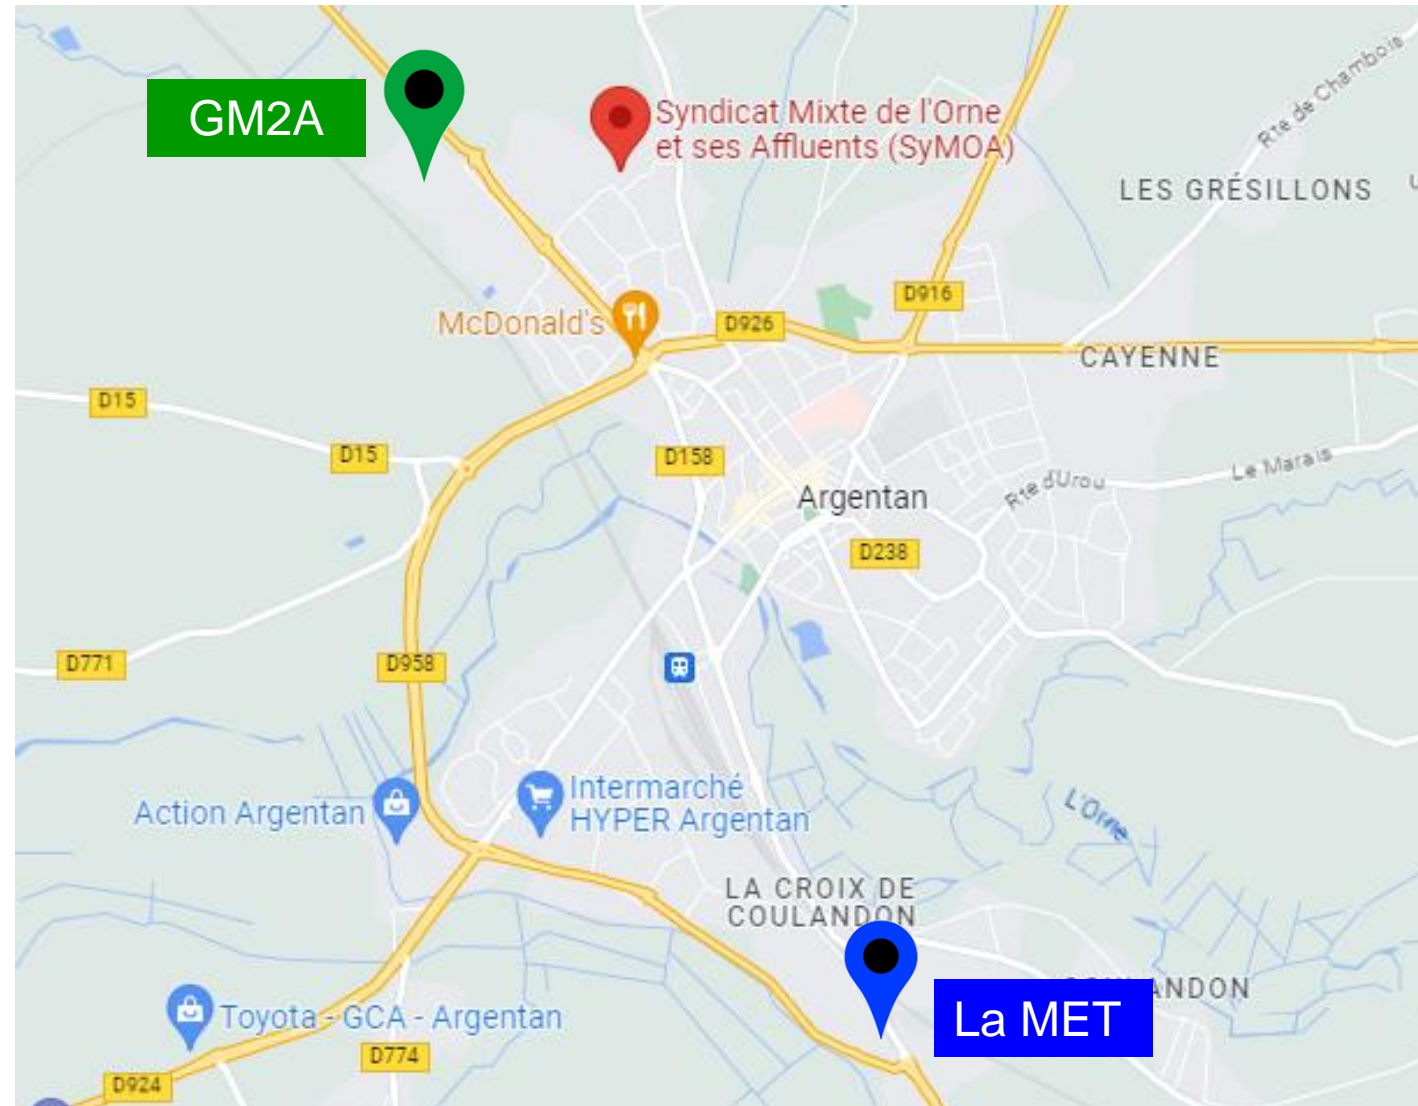 GM2A
Syndicat Mixte de l'Orne
et ses Affluents (SyMOA)
Rte de Chambois
LES GRÉSILLONS
D916
McDonald's
D926
CAYENNE
D15
D15
D158
Le Marais
Rte d'Urou
Argentan
D238
D771
D958
Intermarché
HYPER Argentan
Action Argentan
L'Orne
LA CROIX DE
COULANDON
ANDON
La MET
Toyota - GCA - Argentan
D774
D924